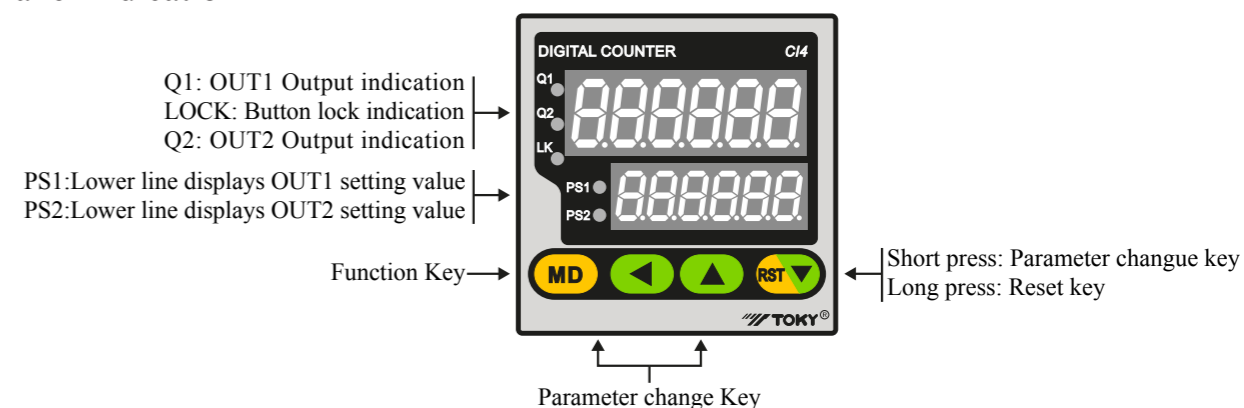 DIGITAL COUNTER CI4
Q1: OUT1 Output indication
LOCK: Button lock indication
Q2: OUT2 Output indication
Q1
Q2
LK
PS1:Lower line displays OUT1 setting value
PS2:Lower line displays OUT2 setting value
PS1
PS2
Function Key
MD
RST
Short press: Parameter changue key
Long press: Reset key
TOKY®
Parameter change Key